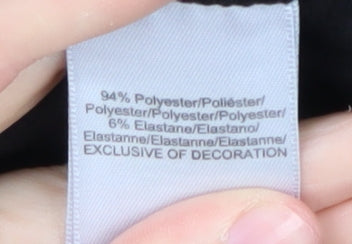 94% Polyester/Poliéster/
Polyester/Polyester/Polyester/
6% Elastane/Elastano/
Elastanne/Elastanne/Elastanne/
EXCLUSIVE OF DECORATION